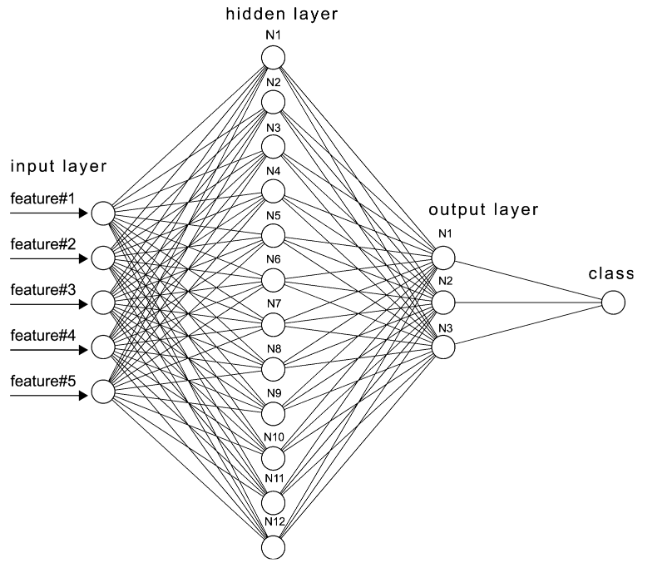 hidden layer
N1
N2
N3
N4
N5
N6
N7
N8
N9
N10
N11
N12
input layer
feature#1
feature#2
feature#3
feature#4
feature#5
output layer
N1
N2
N3
class